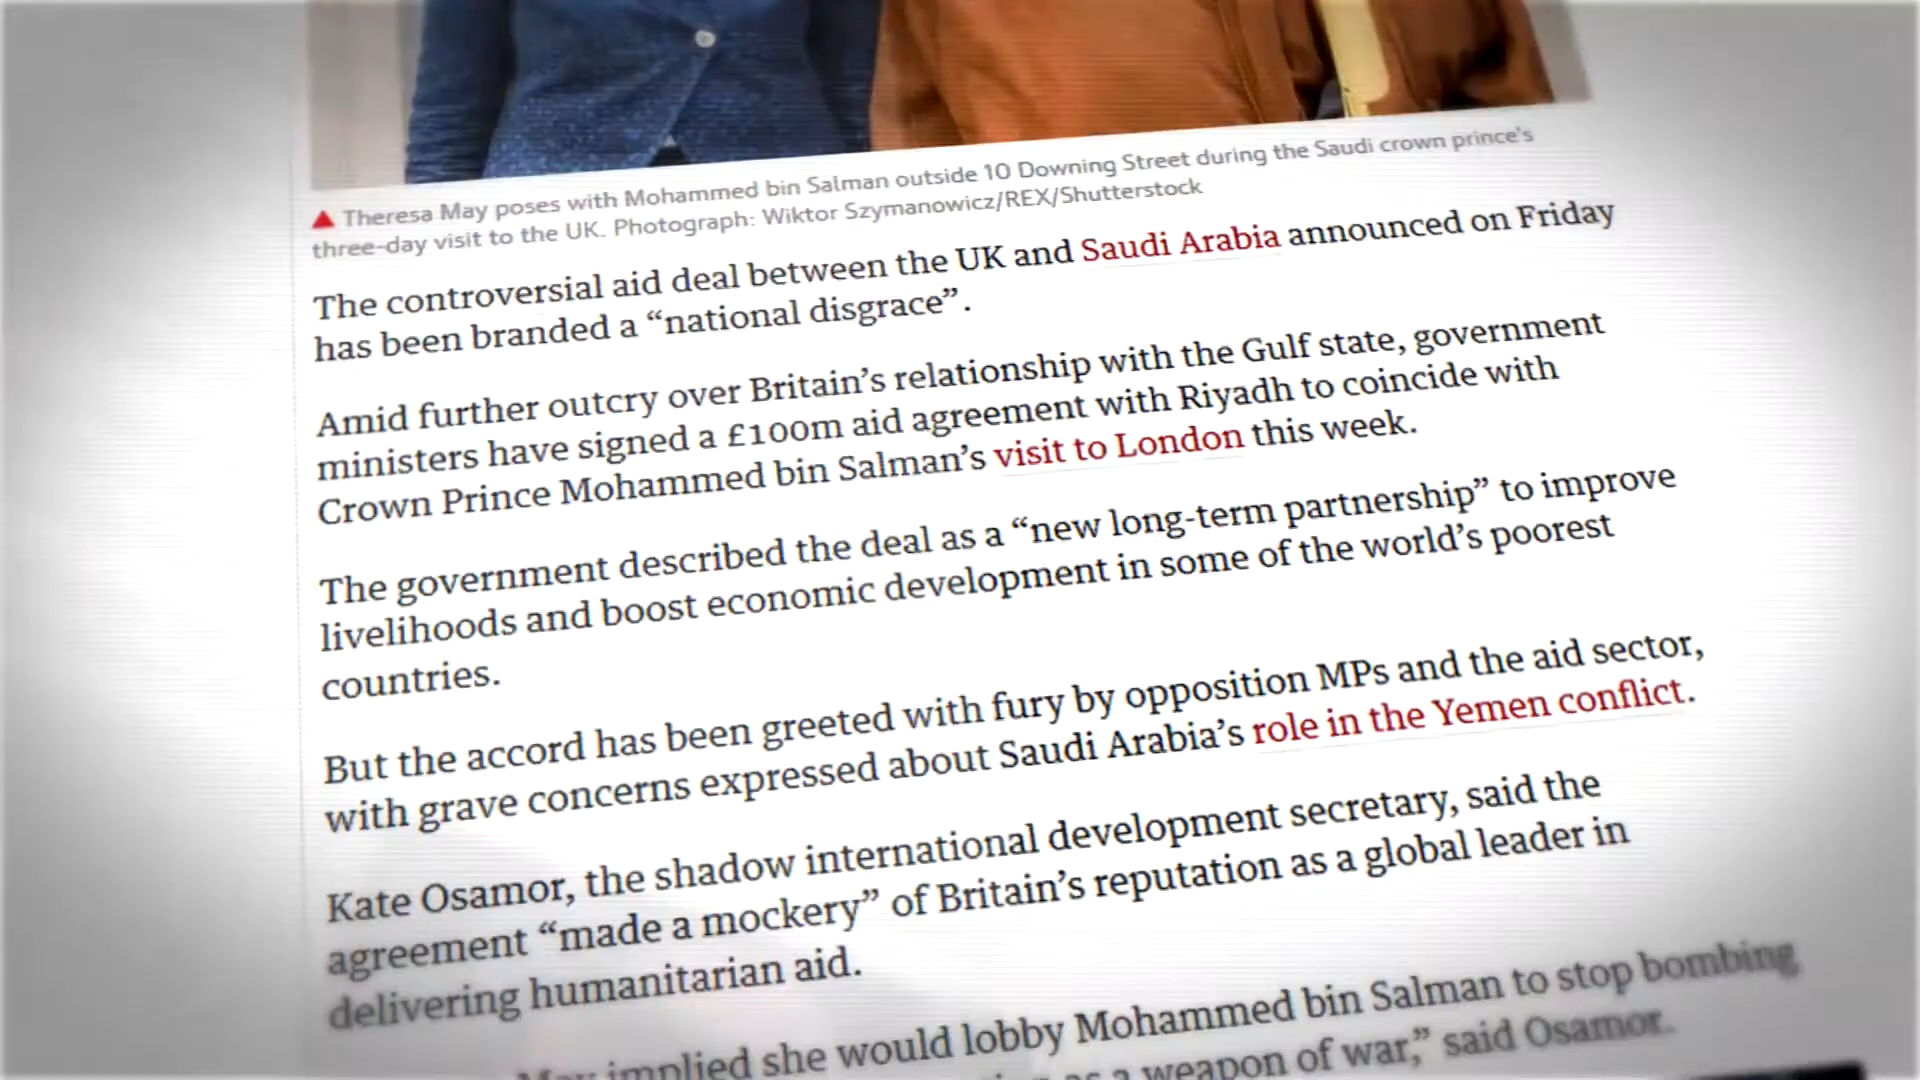 Theresa May poses with Mohammed bin Salman outside 10 Downing Street during the Saudi crown prince's
three-day visit to the UK. Photograph: Wiktor Szymanowicz/REX/Shutterstock
The controversial aid deal between the UK and Saudi Arabia announced on Friday
has been branded a “national disgrace”.
Amid further outcry over Britain’s relationship with the Gulf state, government
ministers have signed a £100m aid agreement with Riyadh to coincide with
Crown Prince Mohammed bin Salman’s visit to London this week.
The government described the deal as a “new long-term partnership” to improve
livelihoods and boost economic development in some of the world’s poorest
countries.
But the accord has been greeted with fury by opposition MPs and the aid sector,
with grave concerns expressed about Saudi Arabia’s role in the Yemen conflict.
Kate Osamor, the shadow international development secretary, said the
agreement “made a mockery” of Britain’s reputation as a global leader in
delivering humanitarian aid.
May implied she would lobby Mohammed bin Salman to stop bombing
as a weapon of war,” said Osamor.